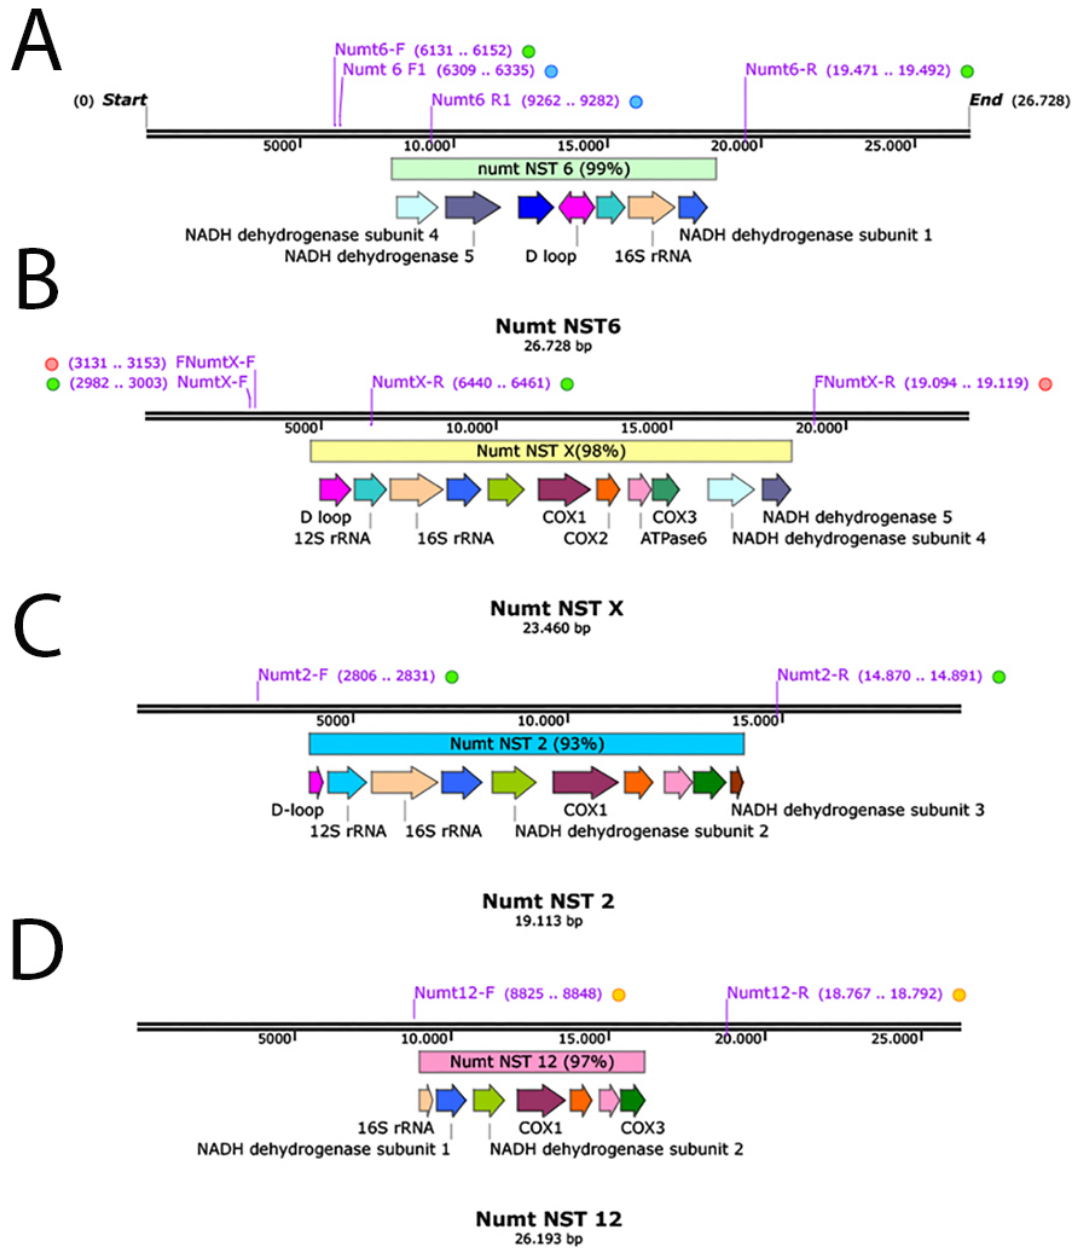 A
Numt6-F (6131 .. 6152)
Numt 6 F1 (6309 .. 6335)
Numt6-R (19.471 .. 19.492)
(0) Start
Numt6 R1 (9262 .. 9282)
End (26.728)
5000 10.000 15.000 20.000 25.000
numt NST 6 (99%)
NADH dehydrogenase subunit 4
NADH dehydrogenase subunit 1
NADH dehydrogenase 5
D loop
16S rRNA
B
Numt NST6
26.728 bp
(3131 .. 3153) FNumtX-F
(2982 .. 3003) NumtX-F
NumtX-R (6440 .. 6461)
FNumtX-R (19.094 .. 19.119)
5000 10.000 15.000 20.000
Numt NST X(98%)
D loop
COX1
COX3
NADH dehydrogenase 5
12S rRNA
16S rRNA
COX2
ATPase6
NADH dehydrogenase subunit 4
C
Numt NST X
23.460 bp
Numt2-F (2806 .. 2831)
Numt2-R (14.870 .. 14.891)
5000 10.000 15.000
Numt NST 2 (93%)
D-loop
COX1
NADH dehydrogenase subunit 3
12S rRNA
16S rRNA
NADH dehydrogenase subunit 2
Numt NST 2
19.113 bp
D
Numt12-F (8825 .. 8848)
Numt12-R (18.767 .. 18.792)
5000 10.000 15.000 20.000 25.000
Numt NST 12 (97%)
16S rRNA
COX1
COX3
NADH dehydrogenase subunit 1
NADH dehydrogenase subunit 2
Numt NST 12
26.193 bp